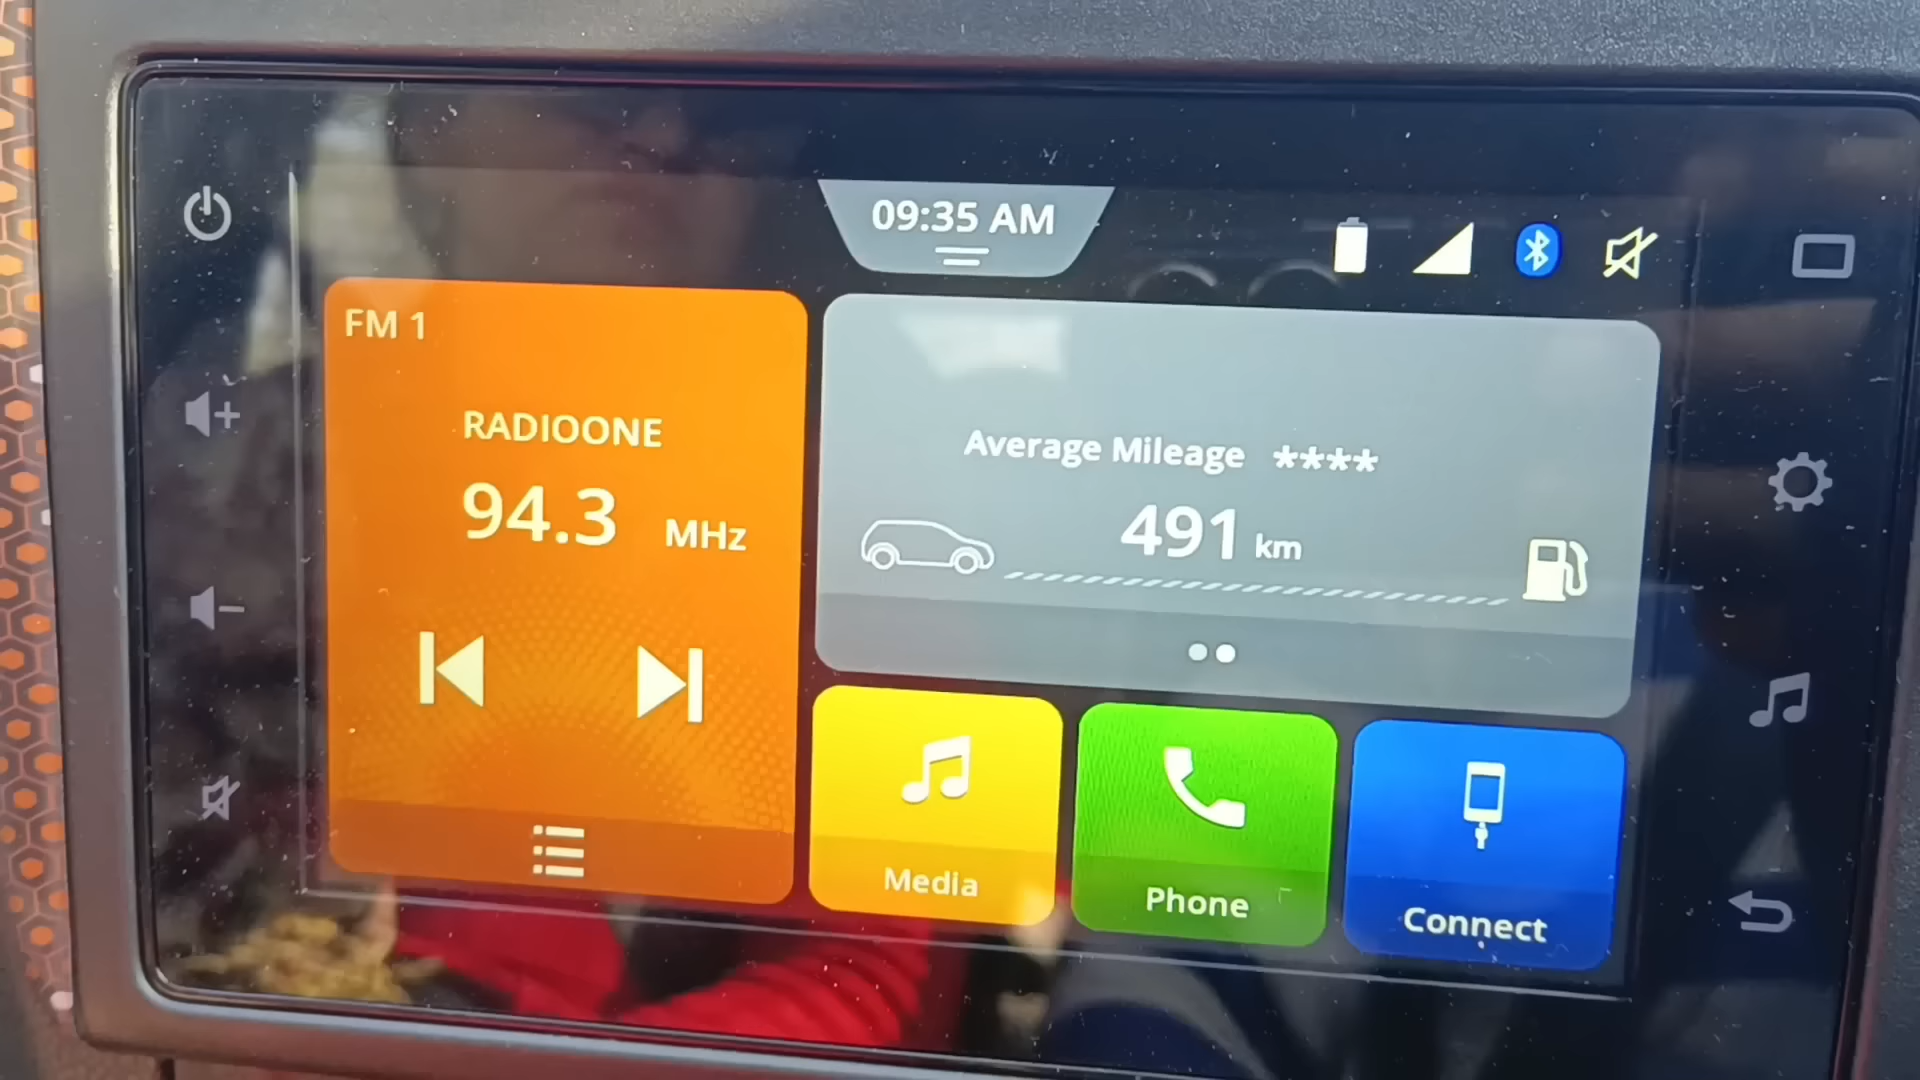 09:35 AM
FM 1
RADIOONE
94.3 MHz
Average Mileage ****
491 km
Media
Phone
Connect